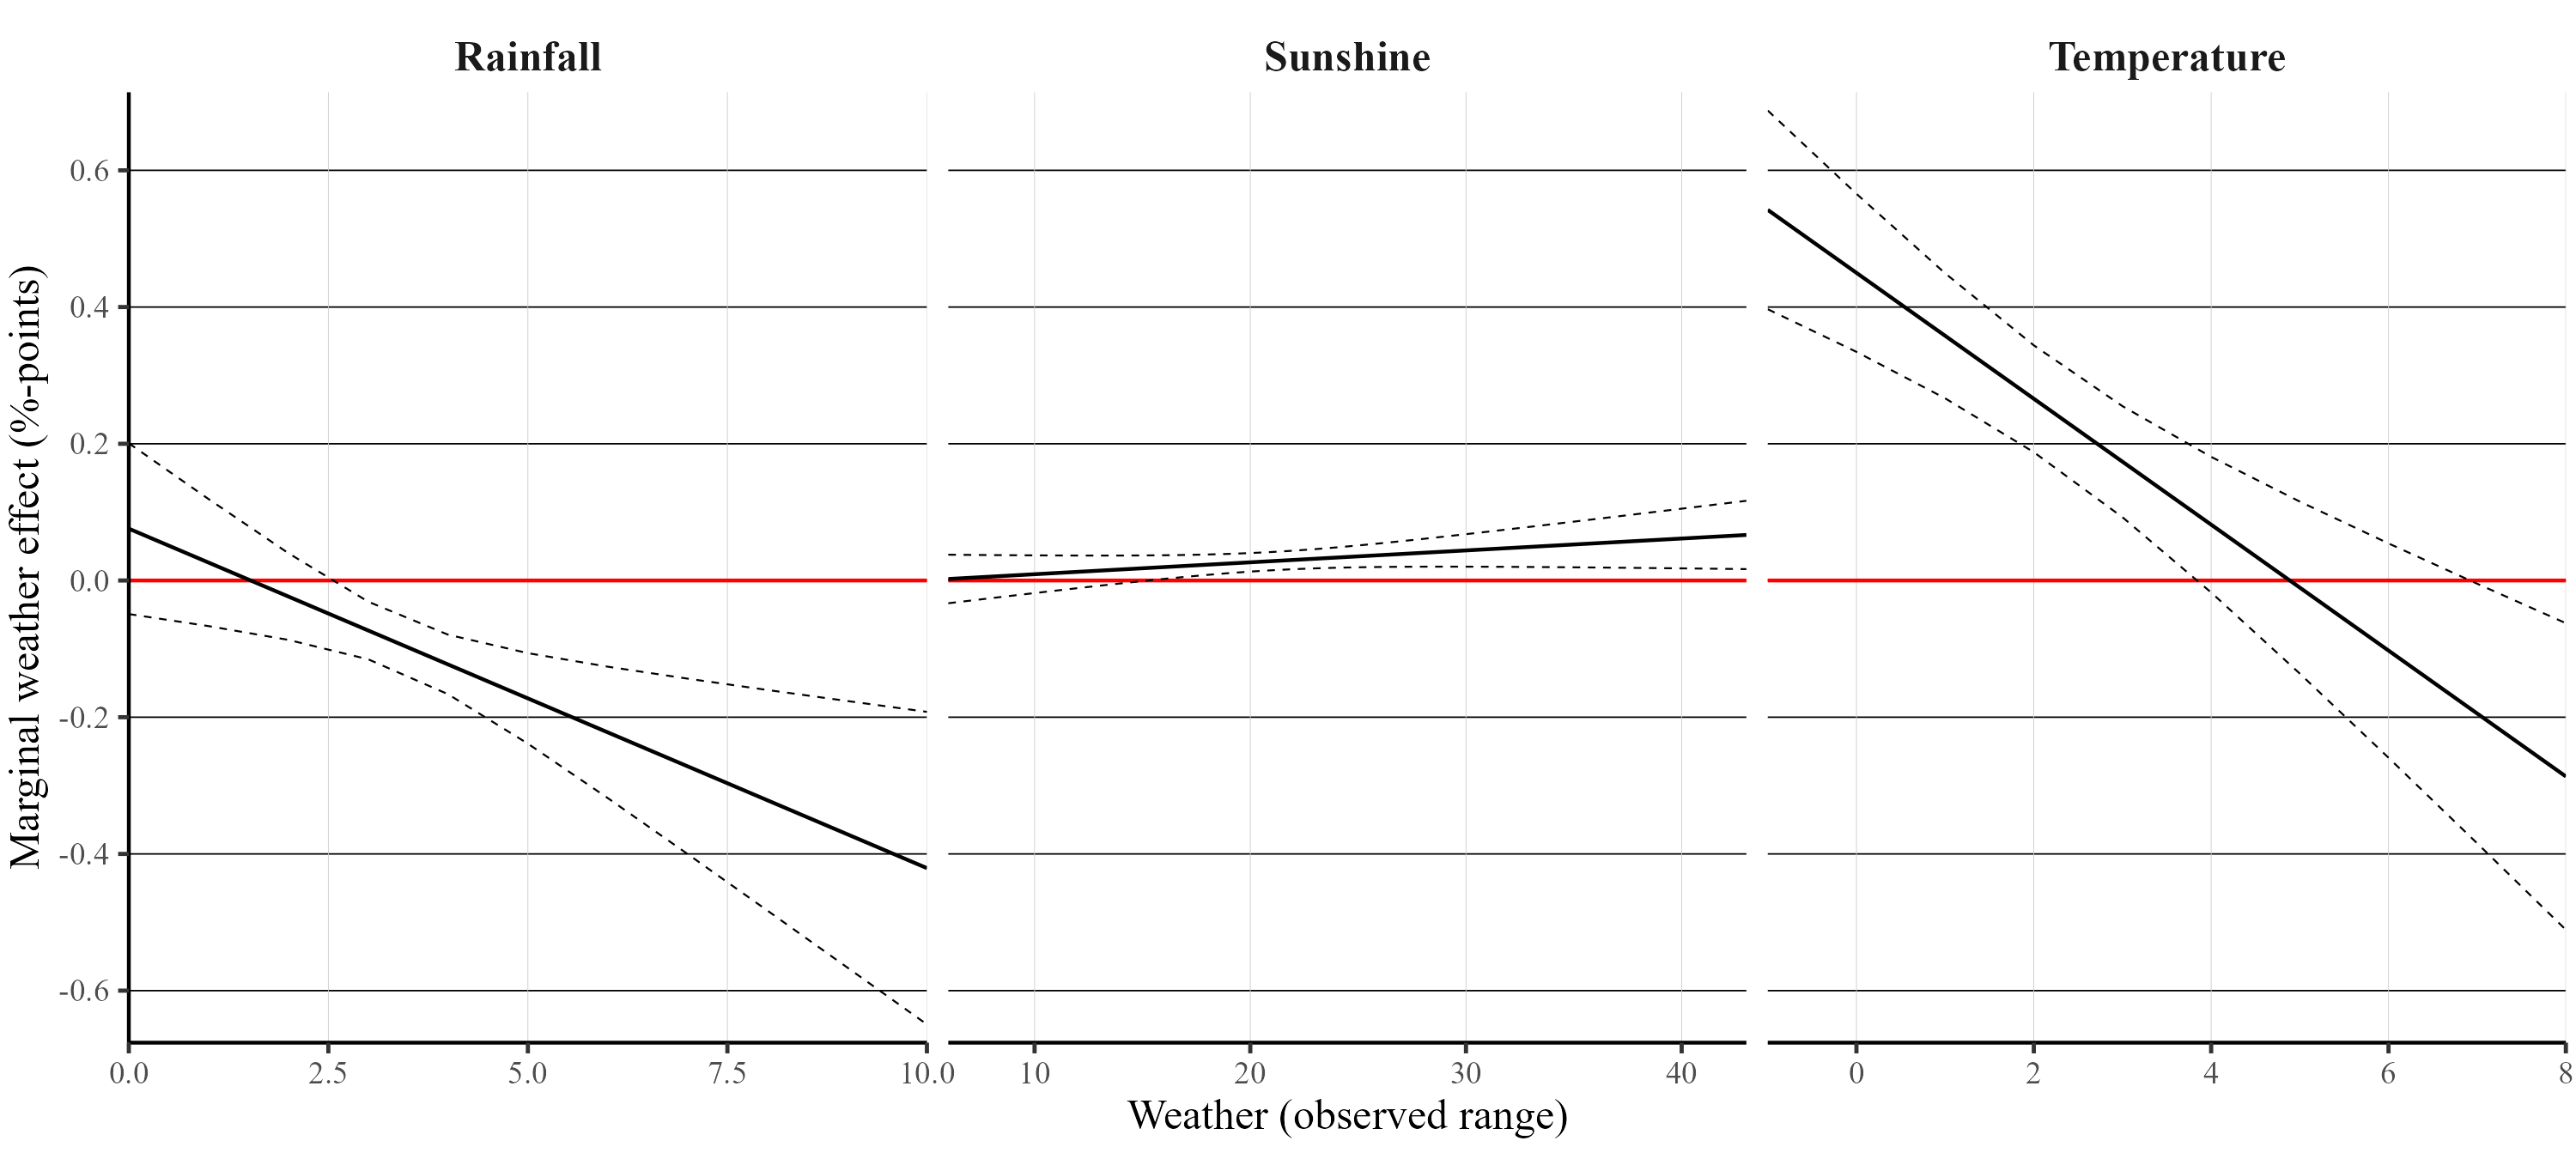 Rainfall
Sunshine
Temperature
Marginal weather effect (%-points)
0.6
0.4
0.2
0.0
-0.2
-0.4
-0.6
0.0 2.5 5.0 7.5 10.0
10 20 30 40
0 2 4 6 8
Weather (observed range)